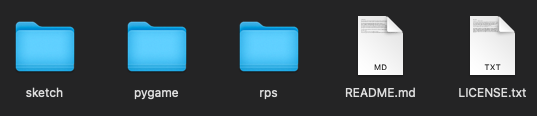 MD
TXT
sketch
pygame
rps
README.md
LICENSE.txt